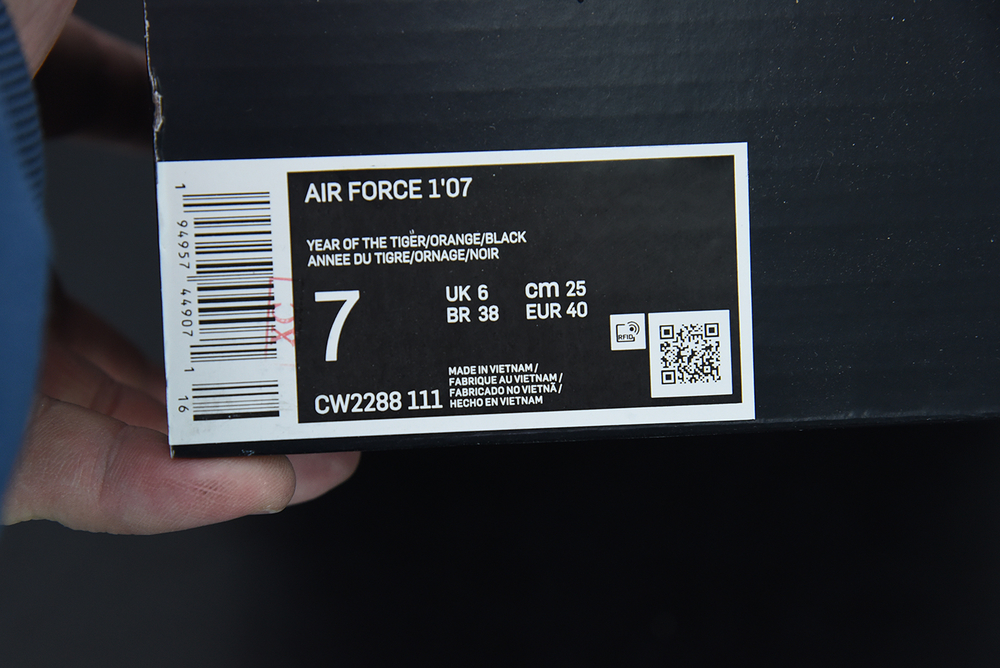 AIR FORCE 1'07
YEAR OF THE TIGER/ORANGE/BLACK
ANNEE DU TIGRE/ORNAGE/NOIR
7
UK 6
cm 25
BR 38
EUR 40
RFID
MADE IN VIETNAM /
FABRIQUE AU VIETNAM /
FABRICADO NO VIETNÃ /
HECHO EN VIETNAM
CW2288 111
1 94957 44907 1
16